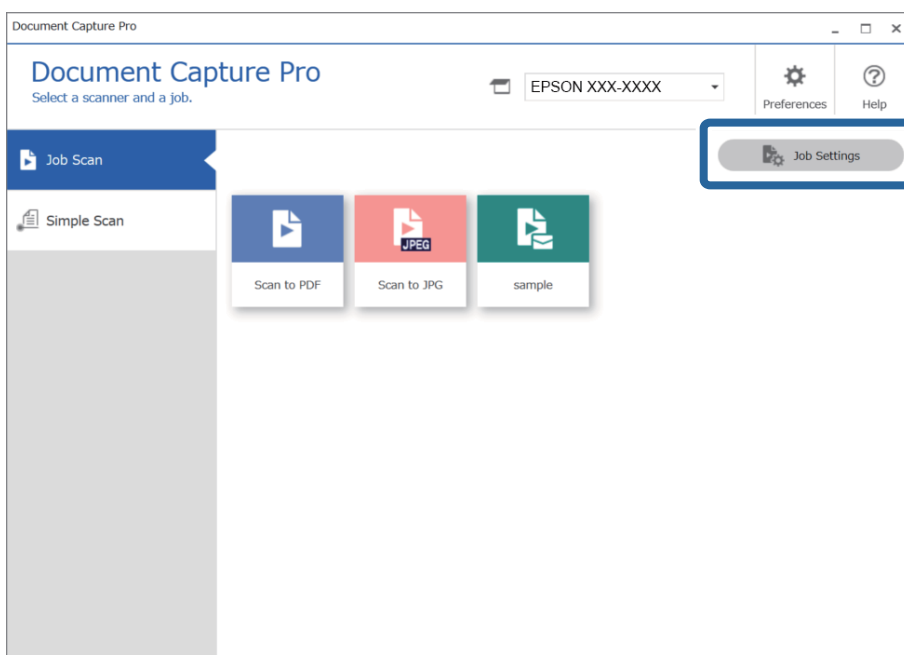 Document Capture Pro
Document Capture Pro
Select a scanner and a job.
EPSON XXX-XXXX
Preferences
Help
Job Scan
Job Settings
Simple Scan
JPEG
Scan to PDF
Scan to JPG
sample